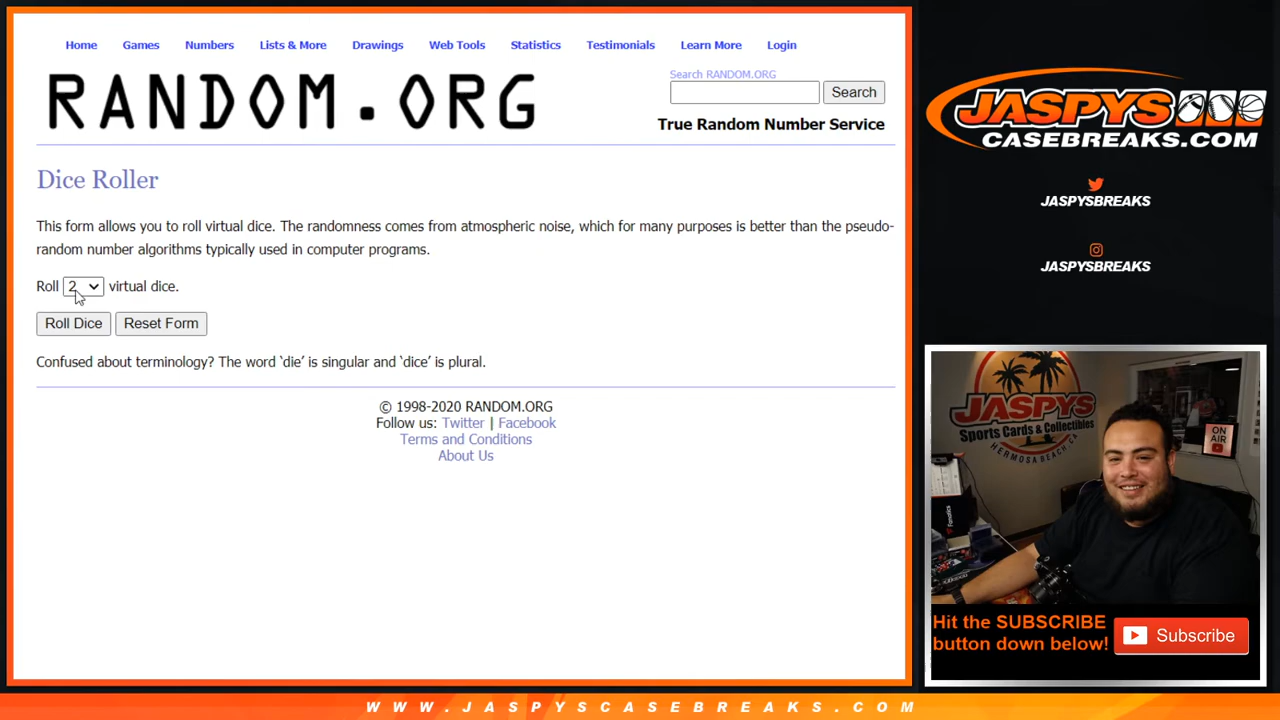 Home Games Numbers Lists & More Drawings Web Tools Statistics Testimonials Learn More Login
RANDOM.ORG
Search RANDOM.ORG
Search
True Random Number Service
Dice Roller
This form allows you to roll virtual dice. The randomness comes from atmospheric noise, which for many purposes is better than the pseudo-
random number algorithms typically used in computer programs.
Roll 2 virtual dice.
Roll Dice Reset Form
Confused about terminology? The word ‘die’ is singular and ‘dice’ is plural.
© 1998-2020 RANDOM.ORG
Follow us: Twitter | Facebook
Terms and Conditions
About Us
JASPYS
CASEBREAKS.COM
JASPYSBREAKS
JASPYSBREAKS
JASPYS
Sports Cards & Collectibles
HERMOSA BEACH, CA
ON
AIR
Fanatics
Hit the SUBSCRIBE
button down below!
Subscribe
WWW.JASPYSCASEBREAKS.COM